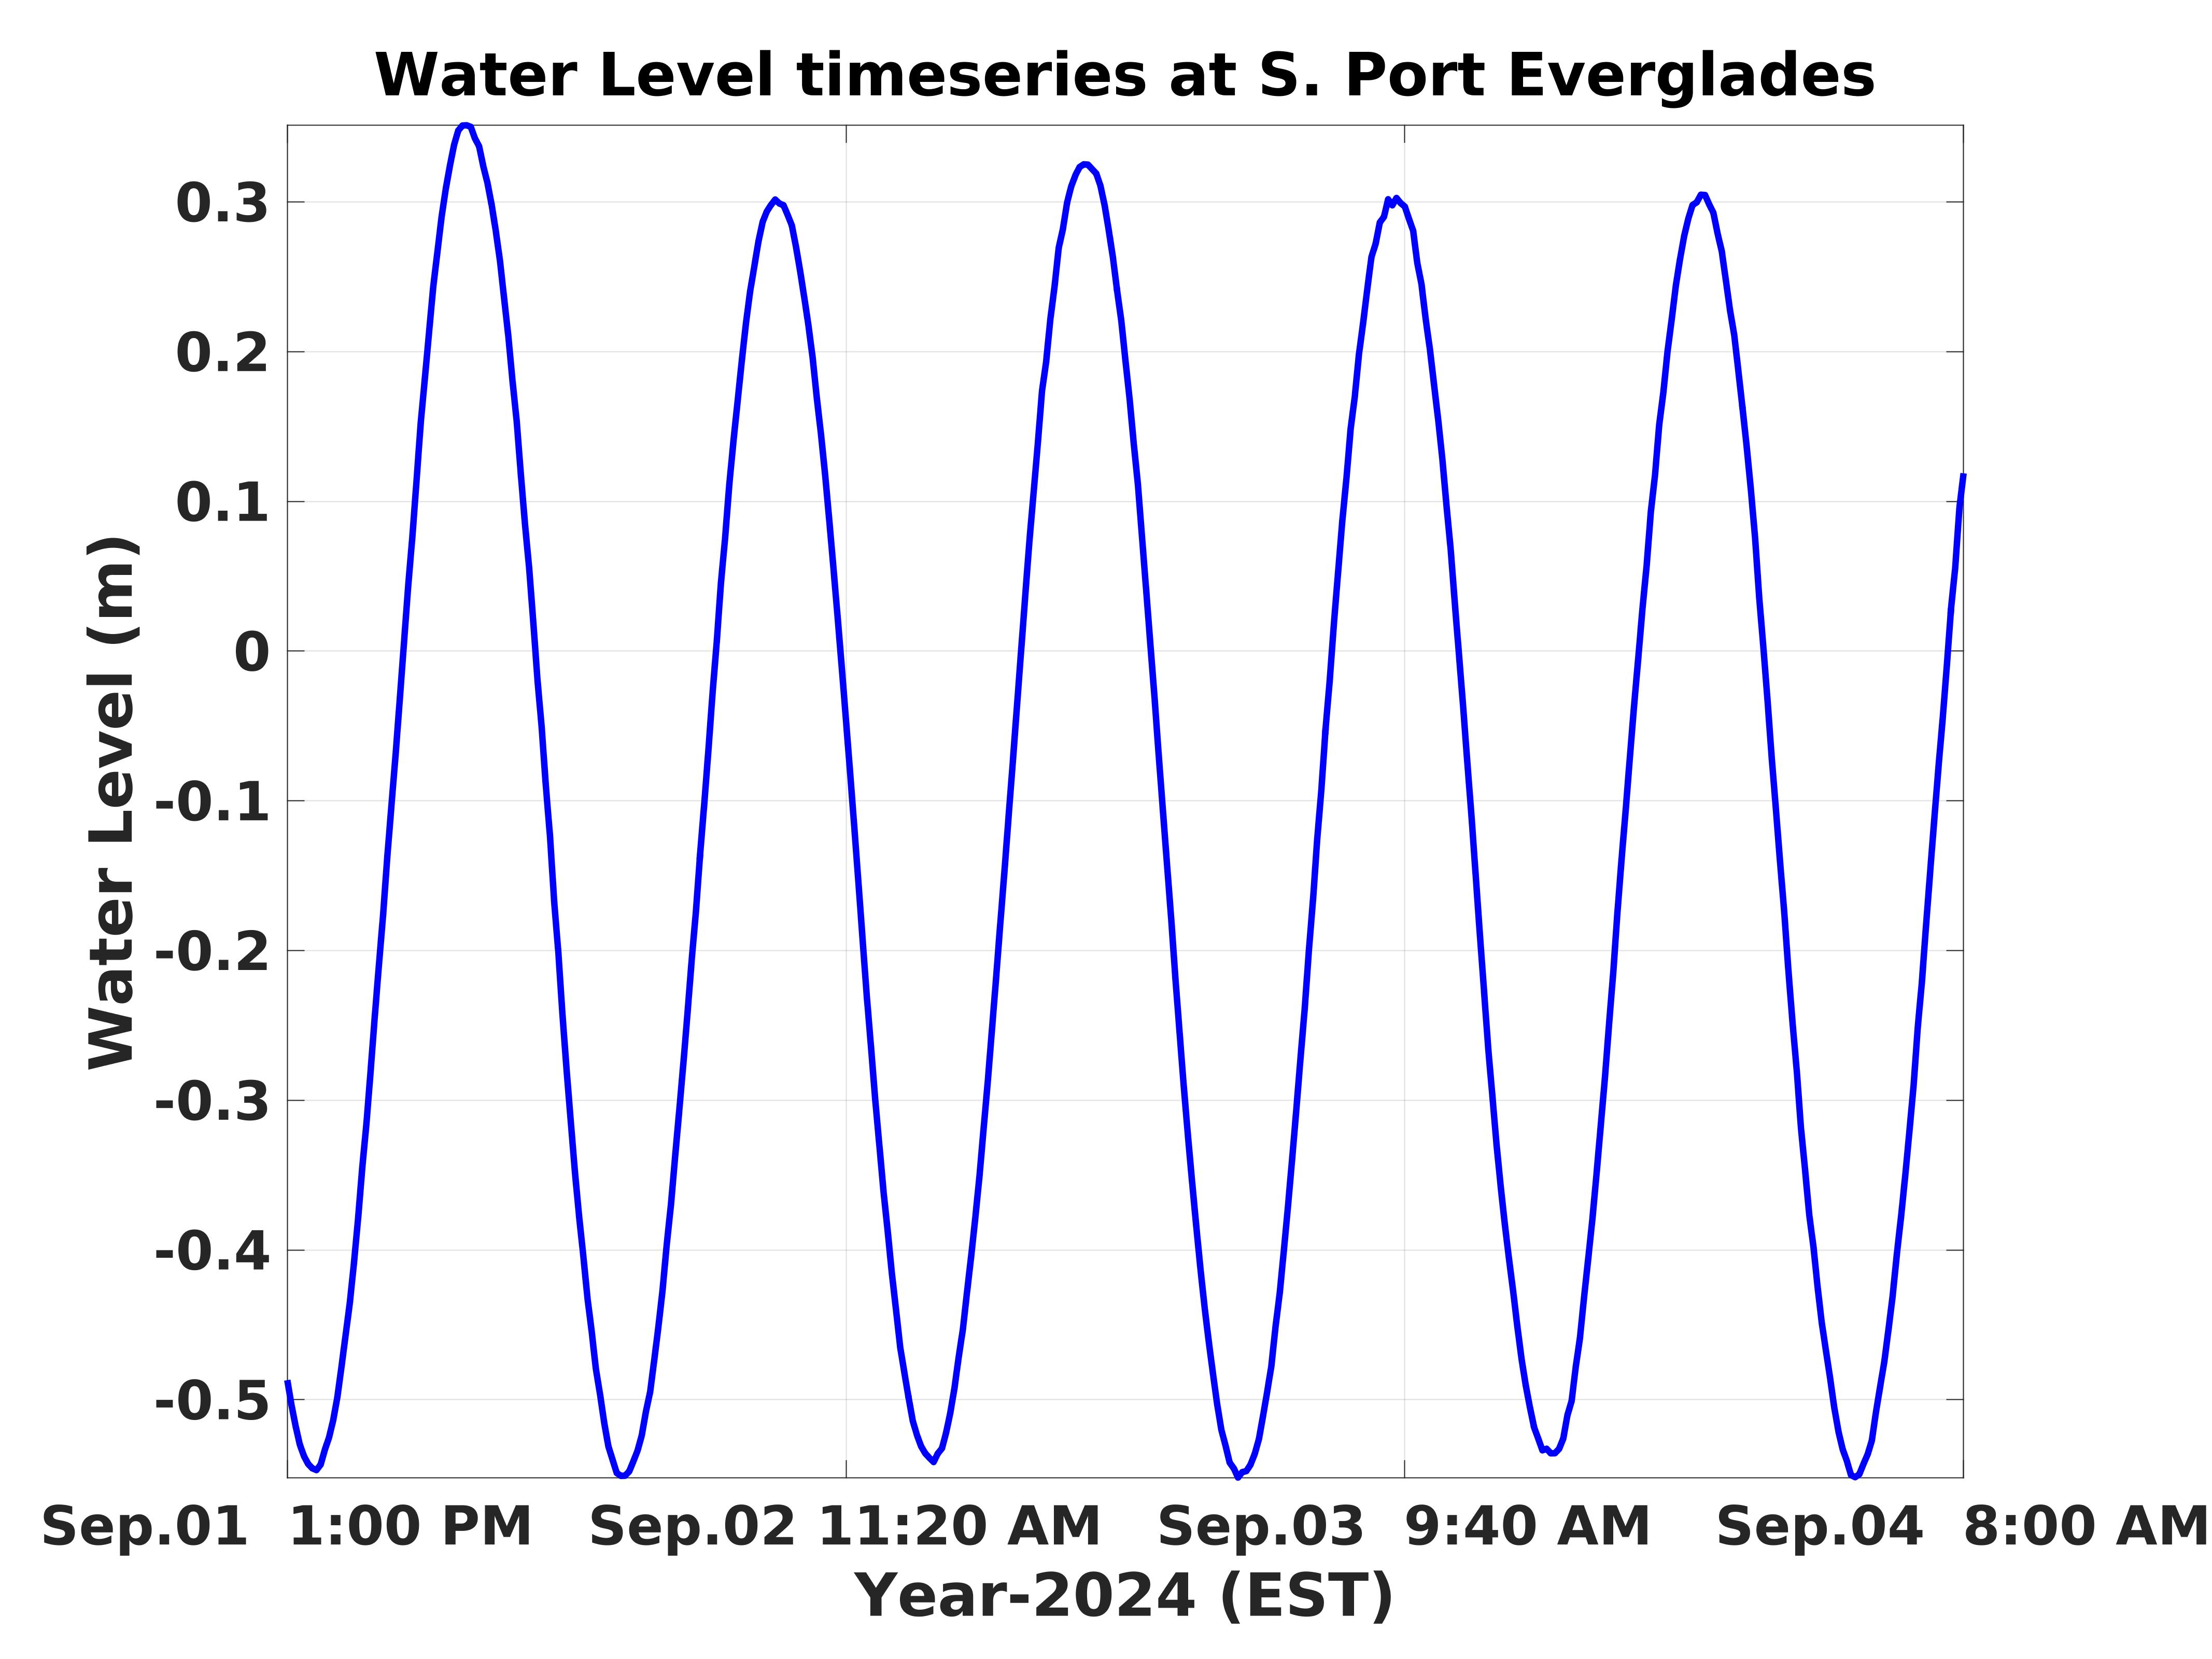 Water Level timeseries at S. Port Everglades
Water Level (m)
0.3
0.2
0.1
0
-0.1
-0.2
-0.3
-0.4
-0.5
Sep.01 1:00 PM Sep.02 11:20 AM Sep.03 9:40 AM Sep.04 8:00 AM
Year-2024 (EST)